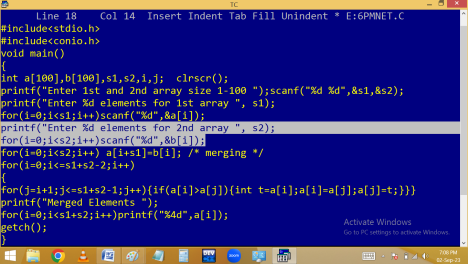 TC
Line 18 Col 14 Insert Indent Tab Fill Unindent * E:6PMNET.C
#include<stdio.h>
#include<conio.h>
void main()
{
int a[100],b[100],s1,s2,i,j; clrscr();
printf("Enter 1st and 2nd array size 1-100 ");scanf("%d %d",&s1,&s2);
printf("Enter %d elements for 1st array ", s1);
for(i=0;i<s1;i++)scanf("%d",&a[i]);
printf("Enter %d elements for 2nd array ", s2);
for(i=0;i<s2;i++)scanf("%d",&b[i]);
for(i=0;i<s2;i++) a[i+s1]=b[i]; /* merging */
for(i=0;i<=s1+s2-2;i++)
{
for(j=i+1;j<=s1+s2-1;j++){if(a[i]>a[j]){int t=a[i];a[i]=a[j];a[j]=t;}}}
printf("Merged Elements ");
for(i=0;i<s1+s2;i++)printf("%4d",a[i]);
getch();
}
Activate Windows
Go to PC settings to activate Windows.
DEV
zoom
7:06 PM
02-Sep-23